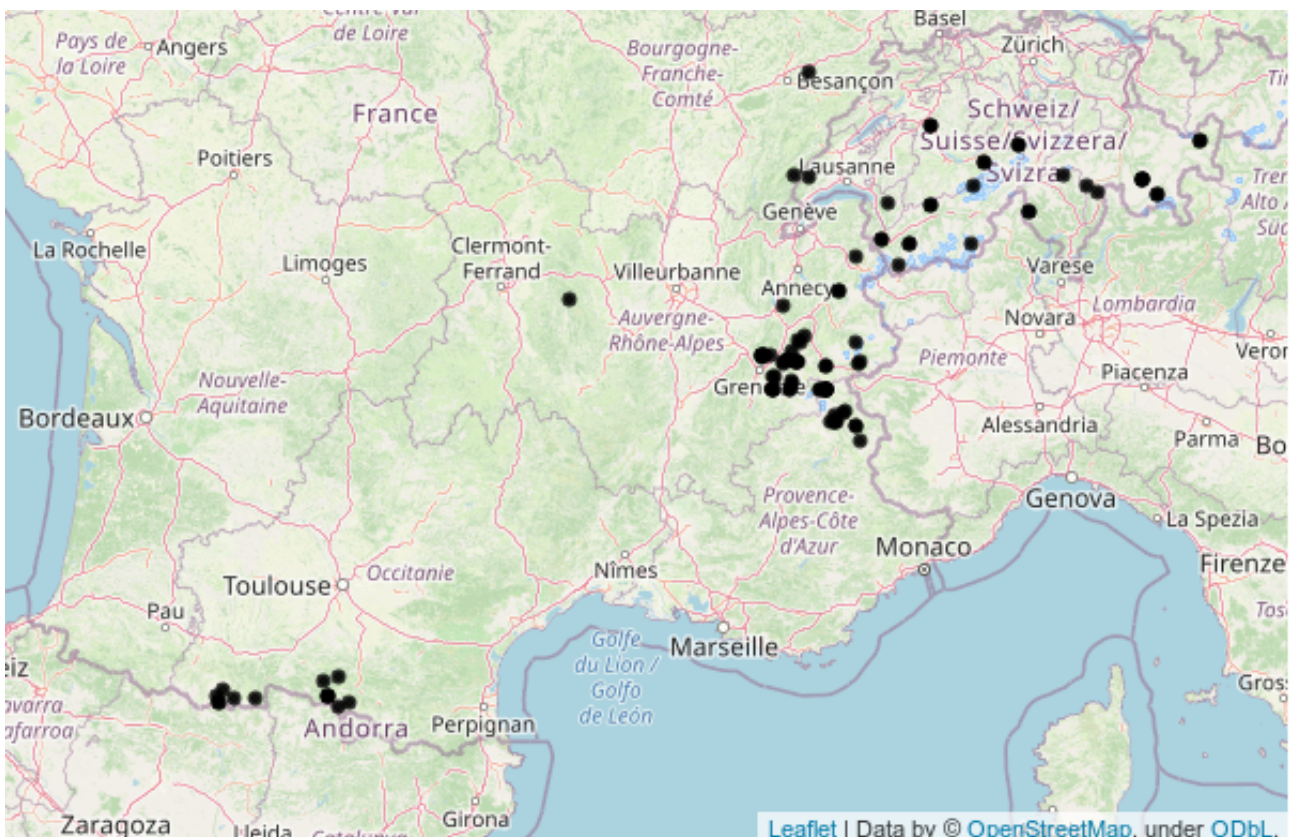 Centre-Val
de Loire
Basel
Pays de
la Loire
Angers
Bourgogne-
Franche-
Comté
Zürich
Besançon
France
Schweiz/
Suisse/Svizzera/
Svizra
Poitiers
Lausanne
Genève
La Rochelle
Limoges
Clermont-
Ferrand
Villeurbanne
Annecy
Varese
Lombardia
Auvergne-
Rhône-Alpes
Novara
Piemonte
Piacenza
Nouvelle-
Aquitaine
Bordeaux
Alessandria
Parma
Bo
Provence-
Alpes-Côte
d'Azur
Genova
La Spezia
Monaco
Firenze
Nîmes
Toulouse
Occitanie
Pau
Marseille
Golfe
du Lion /
Golfo
de León
Andorra
Perpignan
Girona
Zaragoza
Leaflet | Data by © OpenStreetMap, under ODbL.